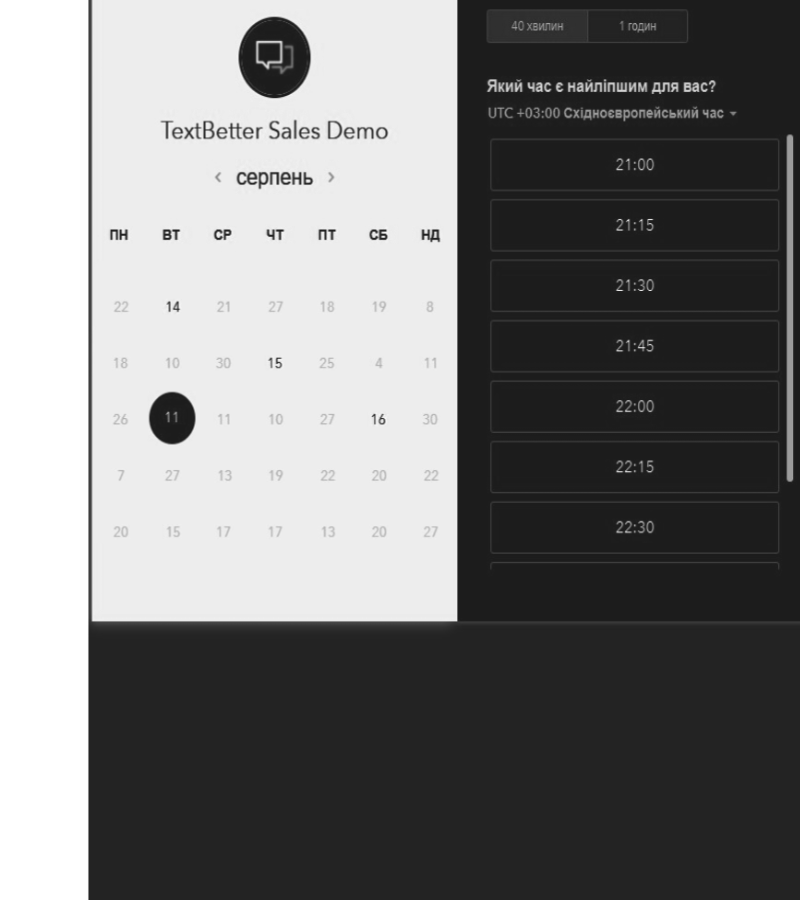 TextBetter Sales Demo
серпень
ПН ВТ СР ЧТ ПТ СБ НД
22 14 21 27 18 19 8
18 10 30 15 25 4 11
26 11 11 10 27 16 30
7 27 13 19 22 20 22
20 15 17 17 13 20 27
40 хвилин 1 годин
Який час є найліпшим для вас?
UTC +03:00 Східноєвропейський час
21:00
21:15
21:30
21:45
22:00
22:15
22:30